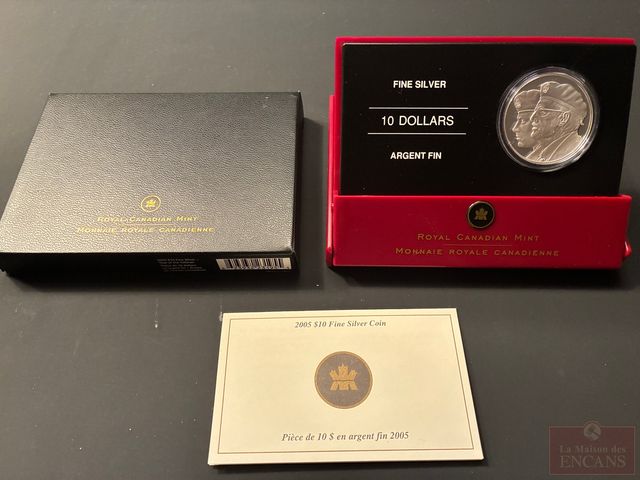 FINE SILVER
10 DOLLARS
ARGENT FIN
ROYAL CANADIAN MINT
MONNAIE ROYALE CANADIENNE
ROYAL CANADIAN MINT
MONNAIE ROYALE CANADIENNE
2005 $10 Fine Silver Coin
Pièce de 10 $ en argent fin 2005
La Maison des
ENCANS